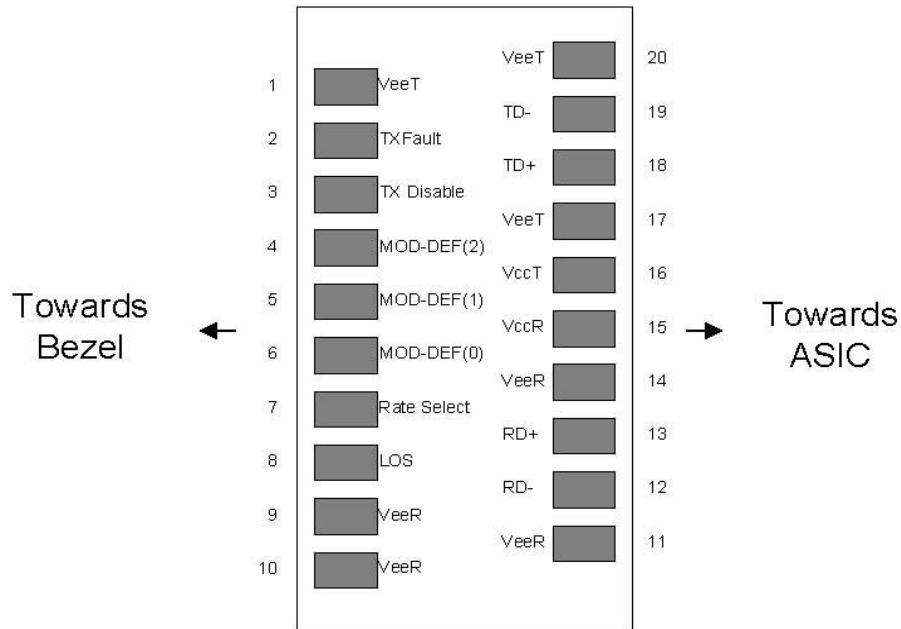 Towards
Bezel
1 VeeT
2 TXFault
3 TX Disable
4 MOD-DEF(2)
5 MOD-DEF(1)
6 MOD-DEF(0)
7 Rate Select
8 LOS
9 VeeR
10 VeeR
VeeT 20
TD- 19
TD+ 18
VeeT 17
VccT 16
VccR 15
VeeR 14
RD+ 13
RD- 12
VeeR 11
Towards
ASIC